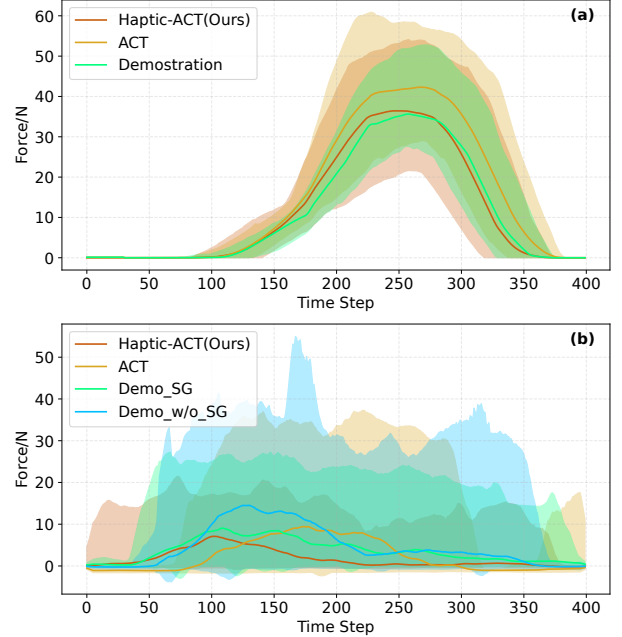 (a)
Haptic-ACT(Ours)
ACT
Demostration
Force/N
60
50
40
30
20
10
0
0 50 100 150 200 250 300 350 400
Time Step
(b)
Haptic-ACT(Ours)
ACT
Demo_SG
Demo_w/o_SG
Force/N
50
40
30
20
10
0
0 50 100 150 200 250 300 350 400
Time Step